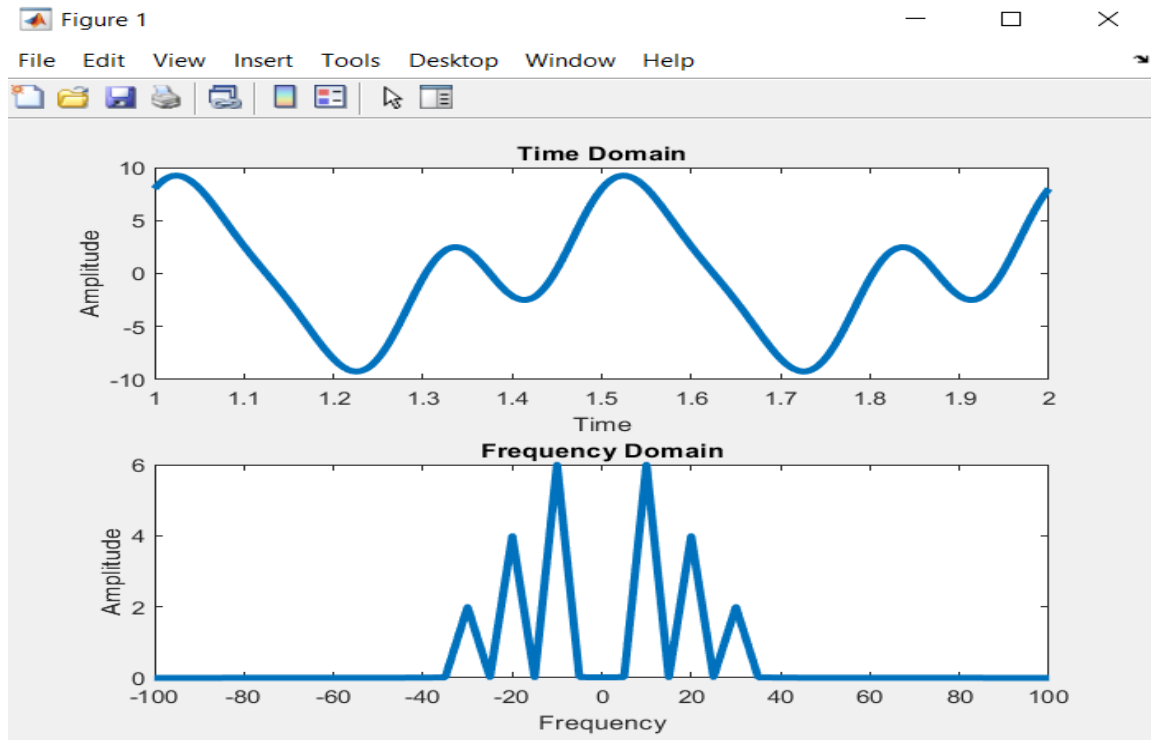 Figure 1
File Edit View Insert Tools Desktop Window Help
Time Domain
10
5
0
-5
-10
Amplitude
1 1.1 1.2 1.3 1.4 1.5 1.6 1.7 1.8 1.9 2
Time
Frequency Domain
6
4
2
0
Amplitude
-100 -80 -60 -40 -20 0 20 40 60 80 100
Frequency